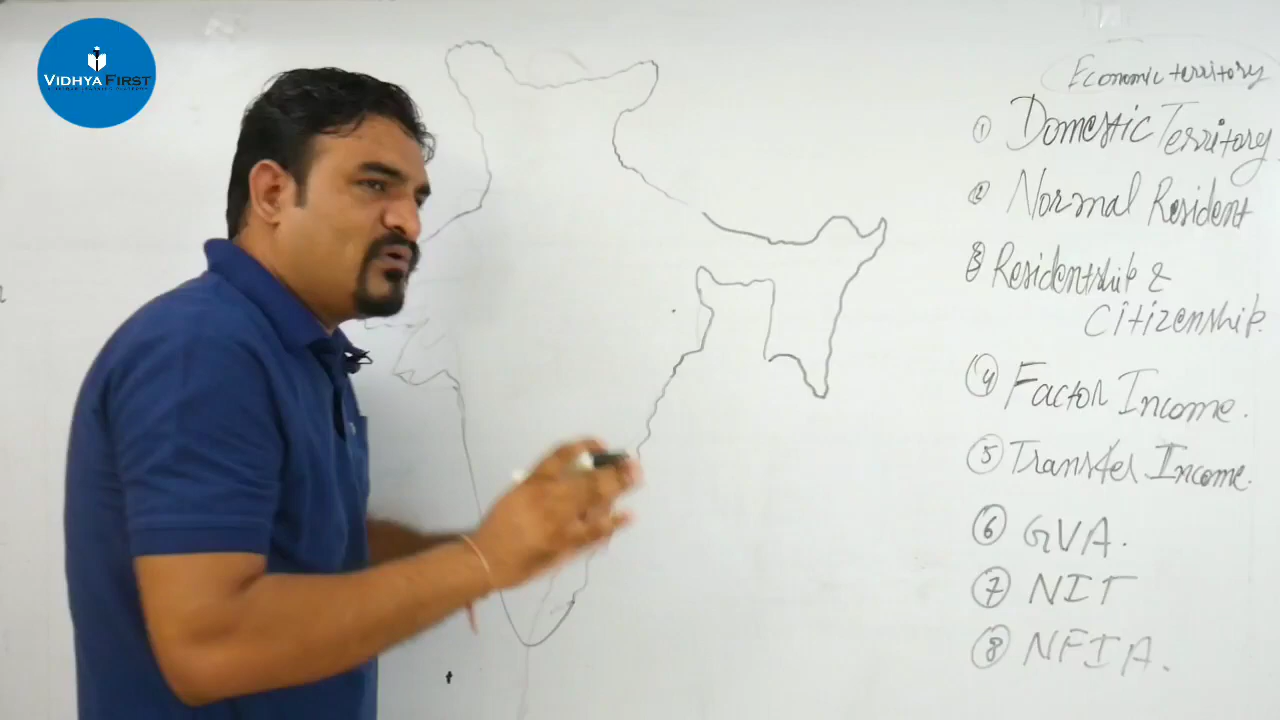 VIDHYA FIRST
Economic territory
① Domestic Territory
② Normal Resident
③ Residentship &
Citizenship.
④ Factor Income.
⑤ Transfer Income.
⑥ GVA.
⑦ NIT
⑧ NFIA.